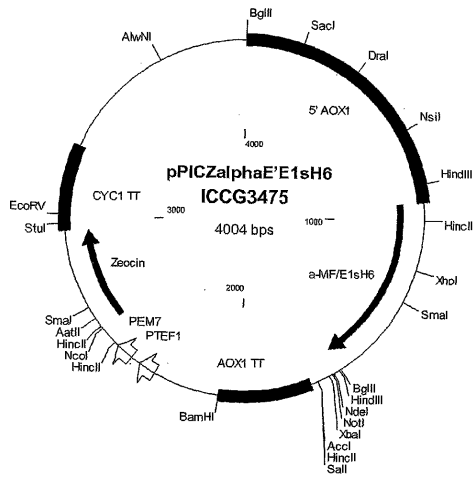 BglII
SacI
DraI
NsiI
HindIII
HincII
XhoI
SmaI
BglII
HindIII
NdeI
NotI
XbaI
AccI
HincII
SalI
BamHI
HincII
NcoI
HincII
AatII
SmaI
StuI
EcoRV
AlwNI
5' AOX1
4000
pPICZalphaE'E1sH6
ICCG3475
4004 bps
1000
2000
3000
CYC1 TT
Zeocin
a-MF/E1sH6
PEM7
PTEF1
AOX1 TT